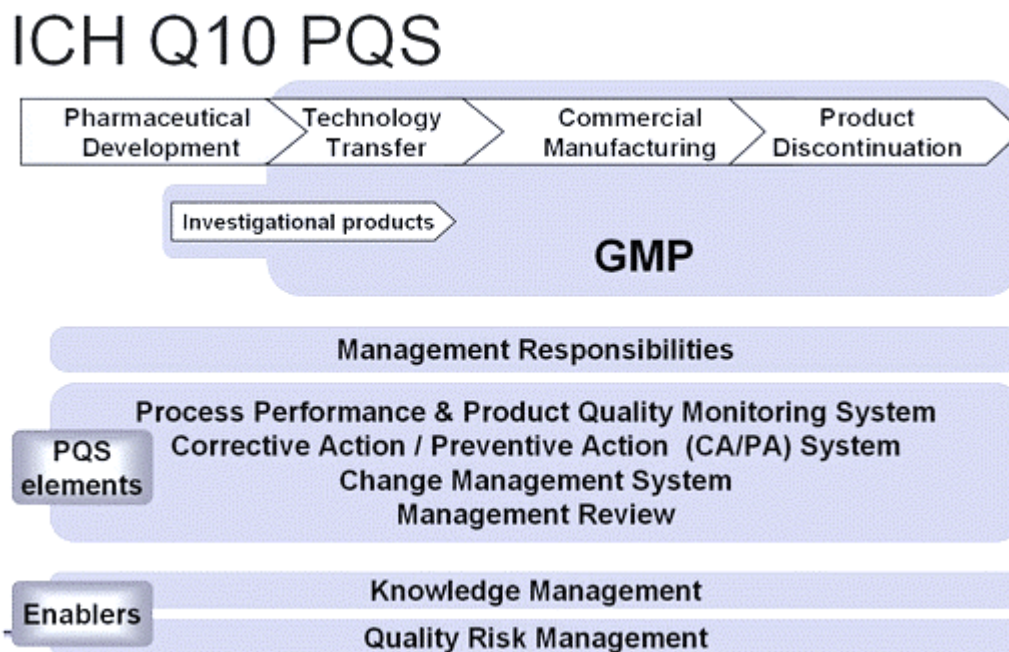 ICH Q10 PQS
Pharmaceutical
Development
Technology
Transfer
Commercial
Manufacturing
Product
Discontinuation
Investigational products
GMP
Management Responsibilities
PQS
elements
Process Performance & Product Quality Monitoring System
Corrective Action / Preventive Action (CA/PA) System
Change Management System
Management Review
Enablers
Knowledge Management
Quality Risk Management